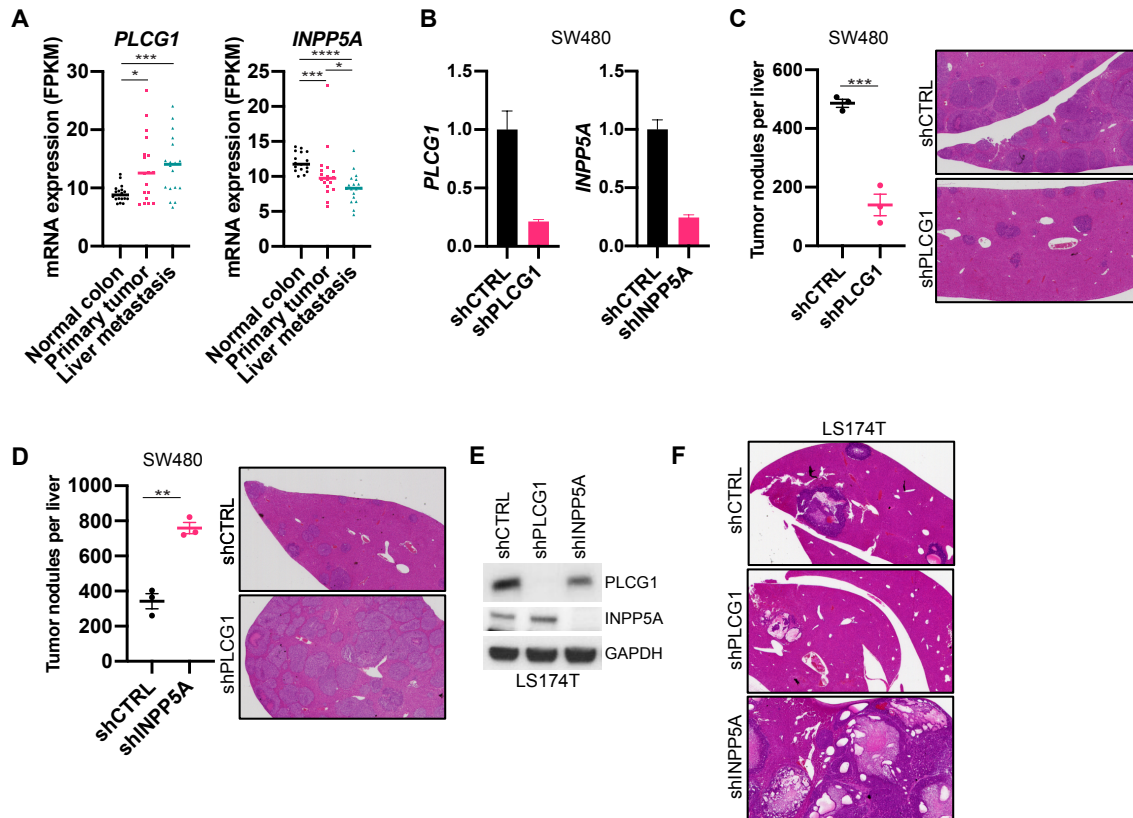 A
PLCG1
***
*
mRNA expression (FPKM)
30
20
10
0
Normal colon
Primary tumor
Liver metastasis
INPP5A
****
*** *
mRNA expression (FPKM)
25
20
15
10
5
0
Normal colon
Primary tumor
Liver metastasis
B
SW480
PLCG1
1.5
1.0
0.5
0.0
shCTRL
shPLCG1
INPP5A
1.5
1.0
0.5
0.0
shCTRL
shINPP5A
C
SW480
Tumor nodules per liver
600
400
200
0
***
shCTRL
shPLCG1
shCTRL
shPLCG1
D
SW480
Tumor nodules per liver
1000
800
600
400
200
0
**
shCTRL
shINPP5A
shCTRL
shPLCG1
E
shCTRL
shPLCG1
shINPP5A
PLCG1
INPP5A
GAPDH
LS174T
F
LS174T
shCTRL
shPLCG1
shINPP5A